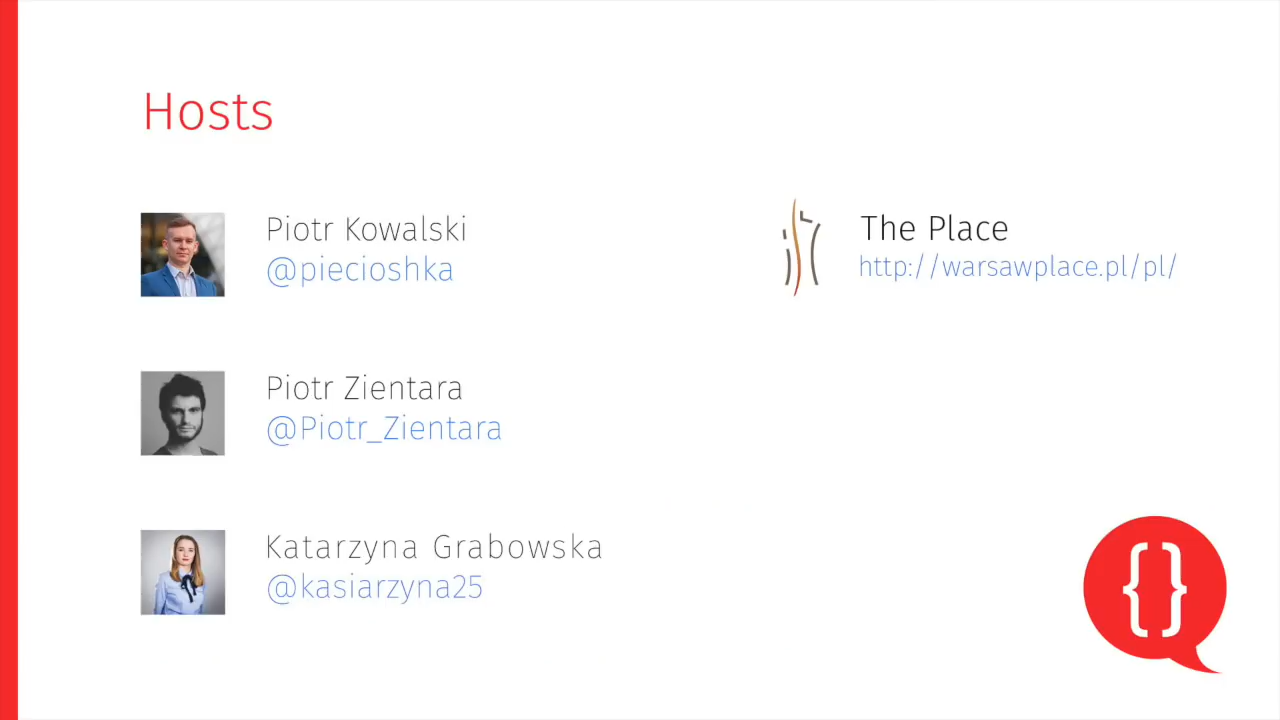 Hosts
Piotr Kowalski
@piecioshka
The Place
http://warsawplace.pl/pl/
Piotr Zientara
@Piotr_Zientara
Katarzyna Grabowska
@kasiarzyna25
{}